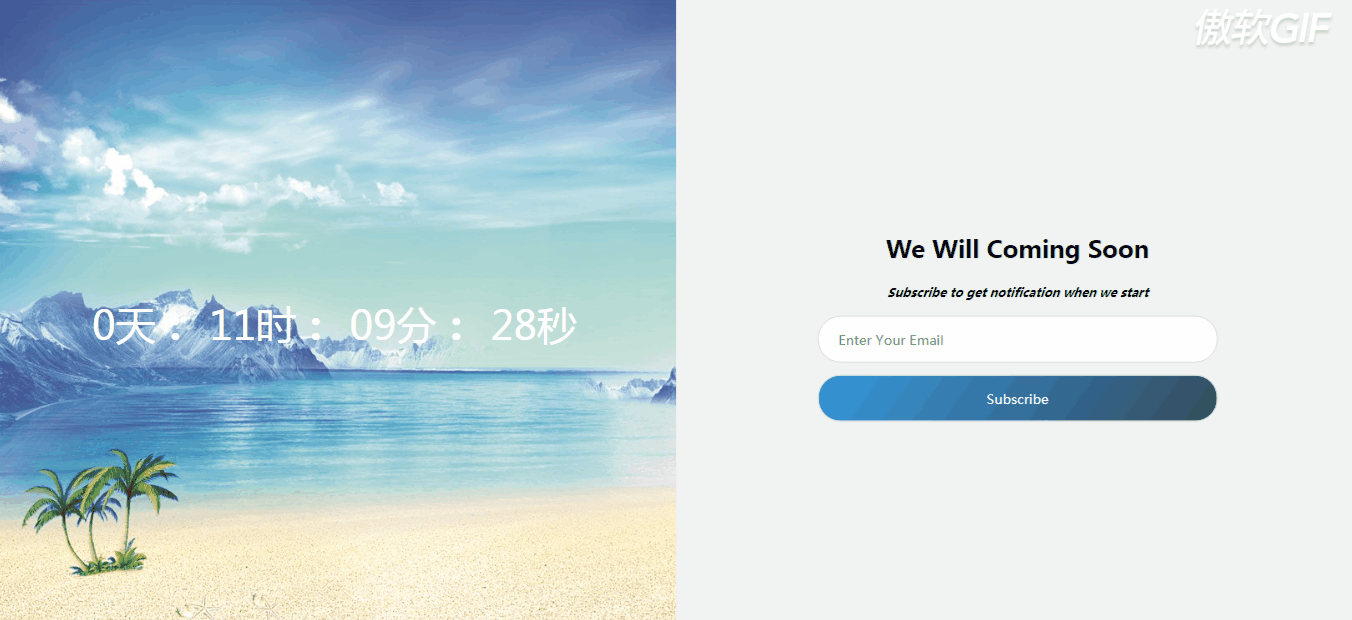 傲软GIF
0天： 11时： 09分： 28秒
We Will Coming Soon
Subscribe to get notification when we start
Enter Your Email
Subscribe